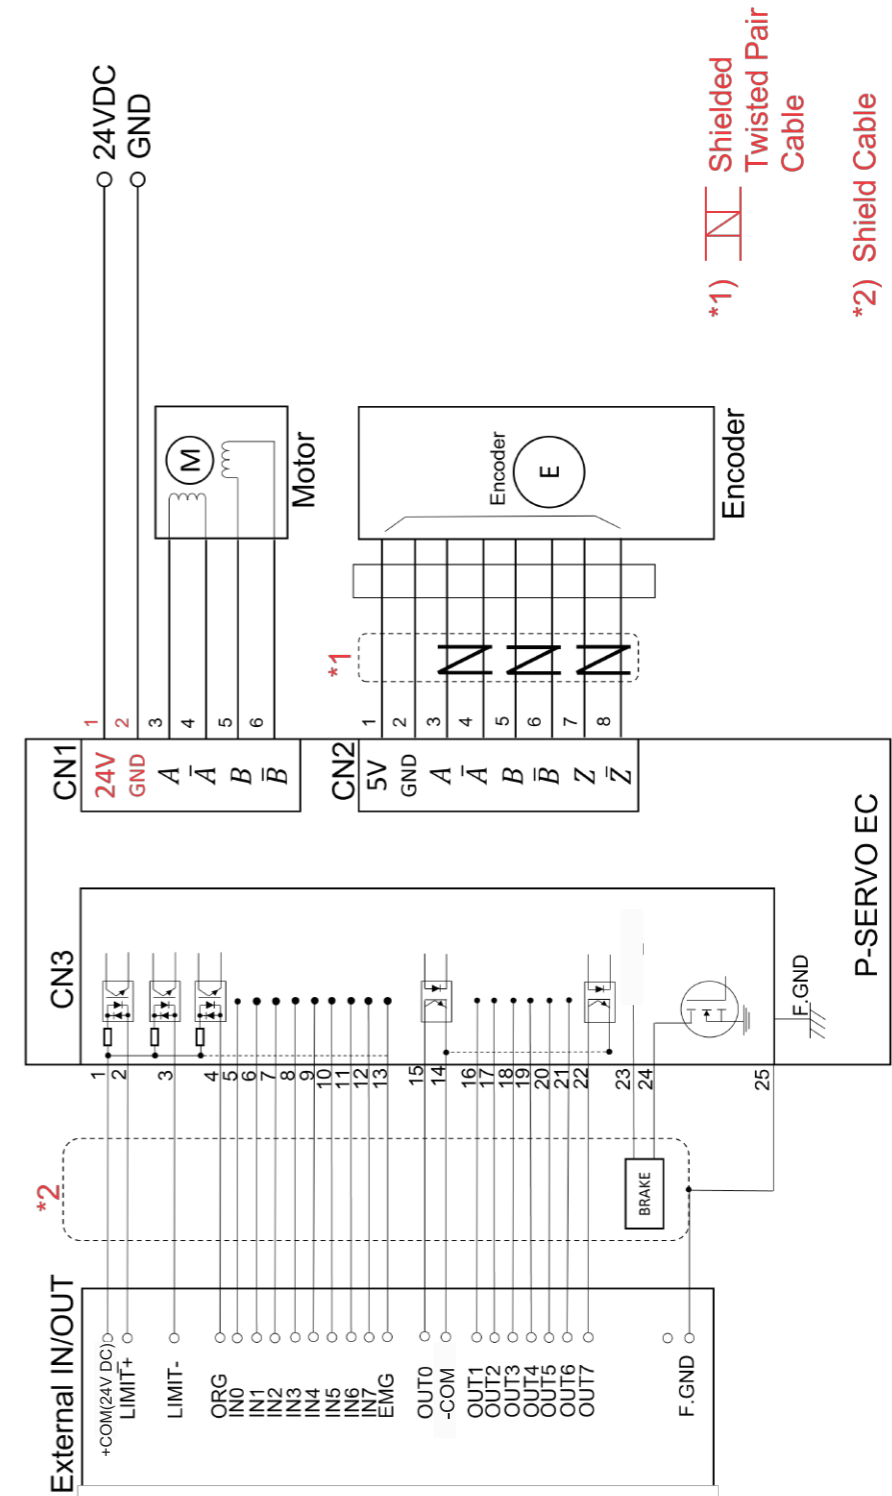 External IN/OUT
+COM(24V DC)
LIMIT+
LIMIT-
ORG
IN0
IN1
IN2
IN3
IN4
IN5
IN6
IN7
EMG
OUT0
-COM
OUT1
OUT2
OUT3
OUT4
OUT5
OUT6
OUT7
F.GND
*2
BRAKE
1
2
3
4
5
6
7
8
9
10
11
12
13
15
14
16
17
18
19
20
21
22
23
24
25
CN3
F.GND
P-SERVO EC
CN1
24V
GND
A
A̅
B
B̅
1
2
3
4
5
6
CN2
5V
GND
A
A̅
B
B̅
Z
Z̅
1
2
3
4
5
6
7
8
*1
M
Motor
Encoder
E
Encoder
24VDC
GND
*1) Shielded
Twisted Pair
Cable
*2) Shield Cable